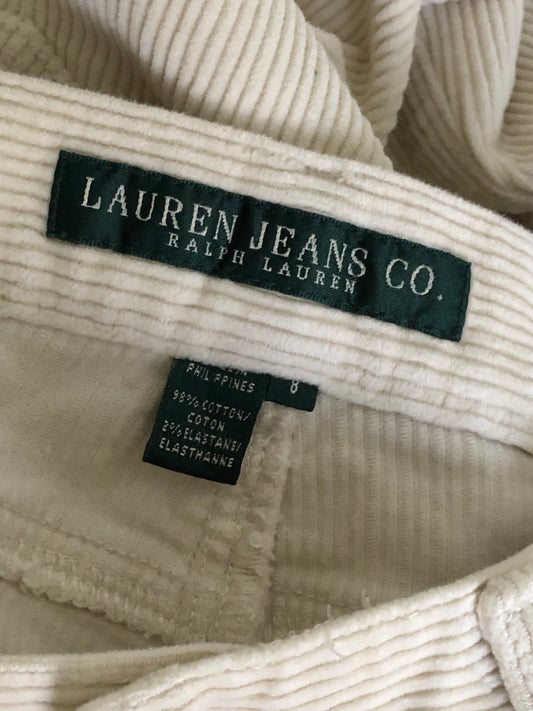 LAUREN JEANS CO.
RALPH LAUREN
PHILIPPINES
8
98% COTTON/
COTON
2% ELASTANE/
ELASTHANNE